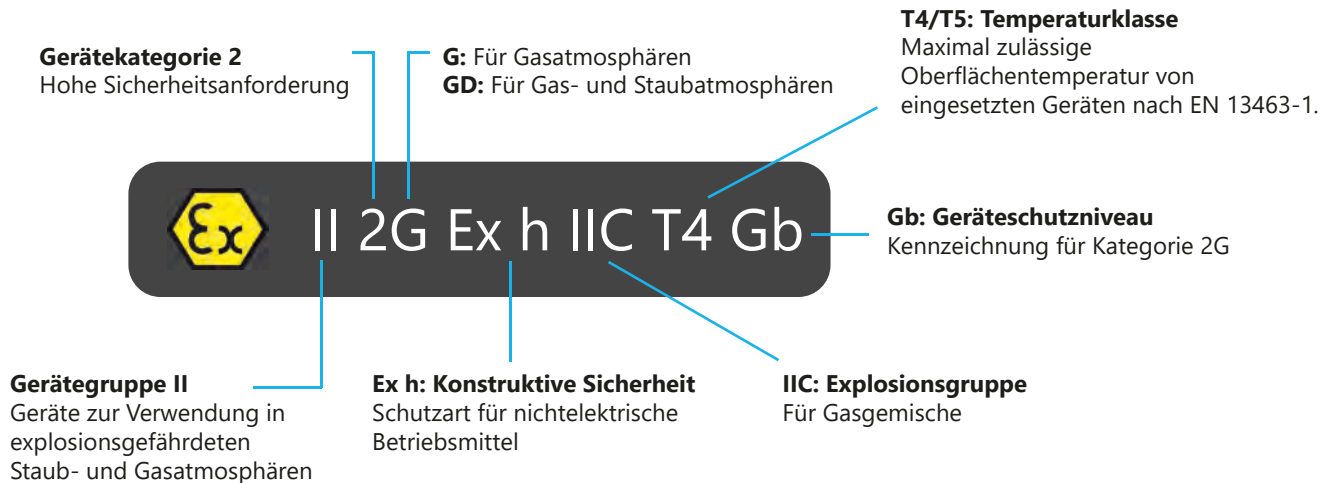 T4/T5: Temperaturklasse
Maximal zulässige
Oberflächentemperatur von
eingesetzten Geräten nach EN 13463-1.
Gerätekategorie 2
Hohe Sicherheitsanforderung
G: Für Gasatmosphären
GD: Für Gas- und Staubatmosphären
Ex II 2G Ex h IIC T4 Gb
Gb: Geräteschutzniveau
Kennzeichnung für Kategorie 2G
Gerätegruppe II
Geräte zur Verwendung in
explosionsgefährdeten
Staub- und Gasatmosphären
Ex h: Konstruktive Sicherheit
Schutzart für nichtelektrische
Betriebsmittel
IIC: Explosionsgruppe
Für Gasgemische